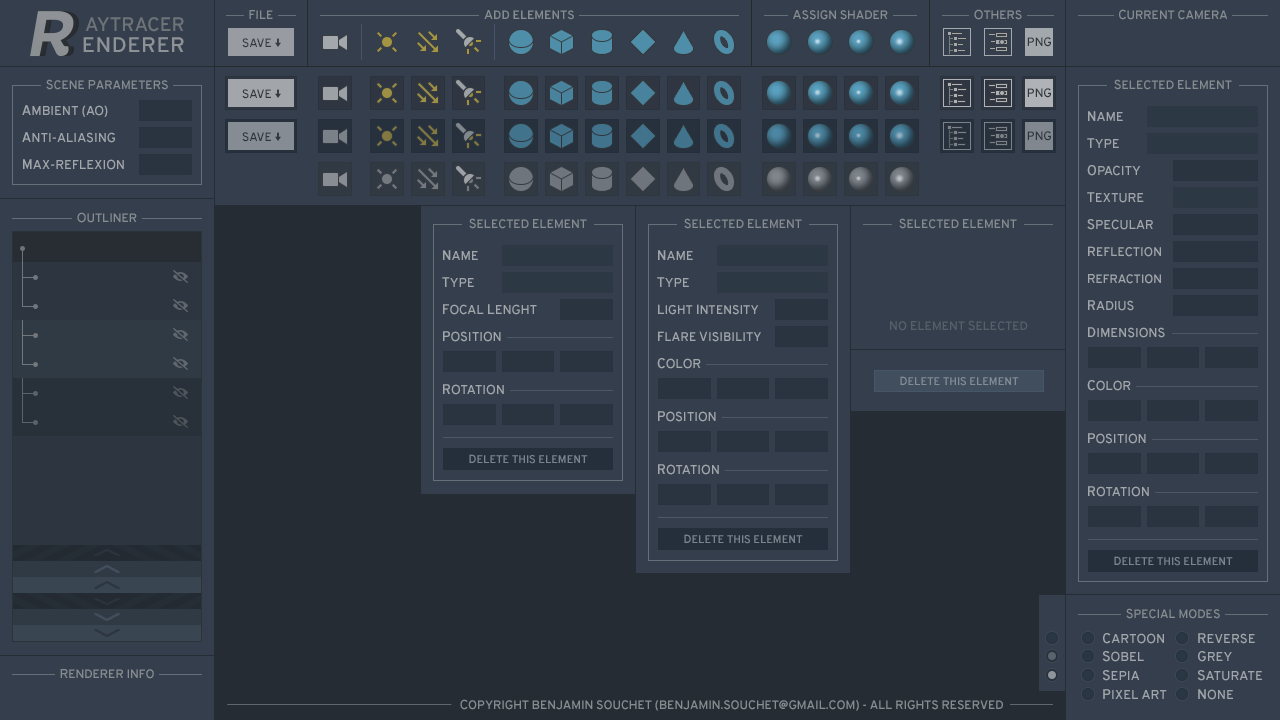 RAYTRACER
RENDERER
FILE
ADD ELEMENTS
ASSIGN SHADER
OTHERS
CURRENT CAMERA
SAVE
PNG
SAVE
PNG
SAVE
PNG
SCENE PARAMETERS
AMBIENT (AO)
ANTI-ALIASING
MAX-REFLEXION
OUTLINER
RENDERER INFO
SELECTED ELEMENT
NAME
TYPE
FOCAL LENGHT
POSITION
ROTATION
DELETE THIS ELEMENT
SELECTED ELEMENT
NAME
TYPE
LIGHT INTENSITY
FLARE VISIBILITY
COLOR
POSITION
ROTATION
DELETE THIS ELEMENT
SELECTED ELEMENT
NO ELEMENT SELECTED
DELETE THIS ELEMENT
SELECTED ELEMENT
NAME
TYPE
OPACITY
TEXTURE
SPECULAR
REFLECTION
REFRACTION
RADIUS
DIMENSIONS
COLOR
POSITION
ROTATION
DELETE THIS ELEMENT
SPECIAL MODES
CARTOON REVERSE
SOBEL GREY
SEPIA SATURATE
PIXEL ART NONE
COPYRIGHT BENJAMIN SOUCHET (BENJAMIN.SOUCHET@GMAIL.COM) - ALL RIGHTS RESERVED